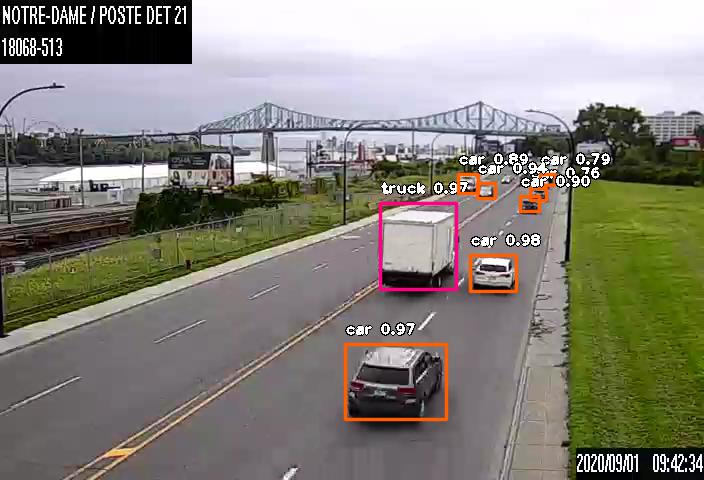 NOTRE-DAME / POSTE DET 21
18068-513
car 0.89
car 0.79
car 0.94
0.76
truck 0.97
car 0.90
car 0.98
car 0.97
2020/09/01 09:42:34